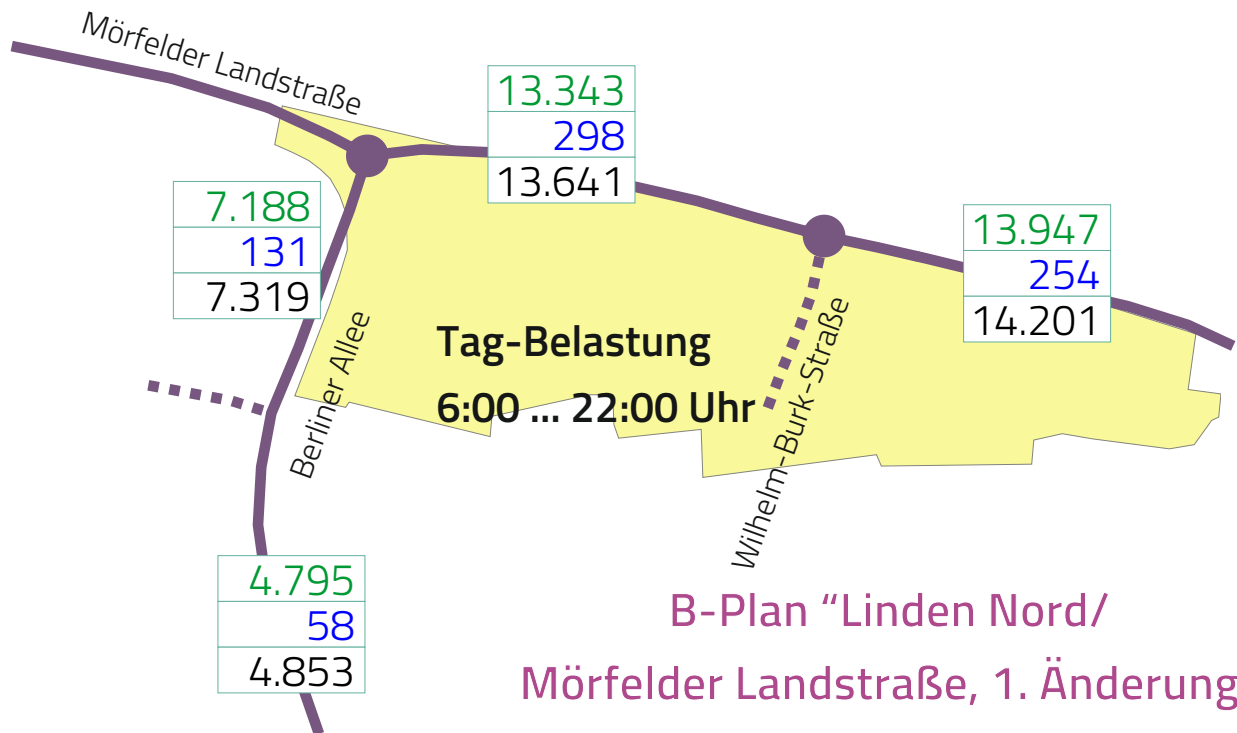 Mörfelder Landstraße
13.343
298
13.641
7.188
131
7.319
13.947
254
14.201
Tag-Belastung
6:00 ... 22:00 Uhr
Berliner Allee
Wilhelm-Burk-Straße
4.795
58
4.853
B-Plan “Linden Nord/
Mörfelder Landstraße, 1. Änderung